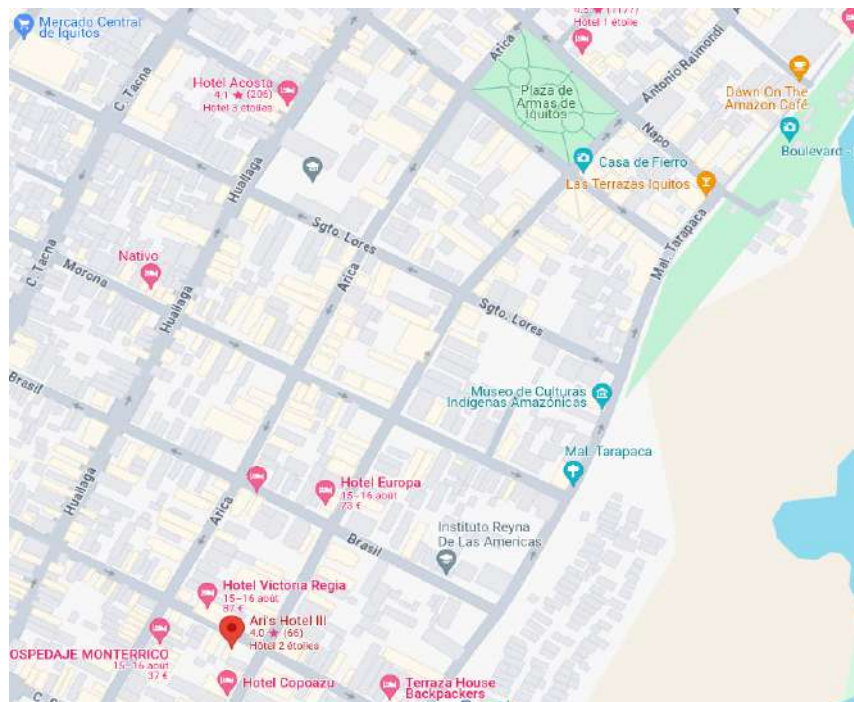 4.5 ★ (1177)
Hôtel 1 étoile
Mercado Central
de Iquitos
C. Tacna
Arica
Antonio Raimondi
Hotel Acosta
4.1 ★ (206)
Hôtel 3 étoiles
Plaza de
Armas de
Iquitos
Dawn On The
Amazon Café
Napo
Boulevard -
Casa de Fierro
Las Terrazas Iquitos
Huallaga
Sgto. Lores
Mal. Tarapaca
Nativo
C. Tacna
Morona
Huallaga
Arica
Sgto. Lores
Brasil
Museo de Culturas
Indígenas Amazónicas
Mal. Tarapaca
Huallaga
Arica
Hotel Europa
15–16 août
73 €
Brasil
Instituto Reyna
De Las Americas
Hotel Victoria Regia
15–16 août
87 €
Ari's Hotel III
4.0 ★ (66)
Hôtel 2 étoiles
OSPEDAJE MONTERRICO
15–16 août
37 €
Hotel Copoazu
Terraza House
Backpackers